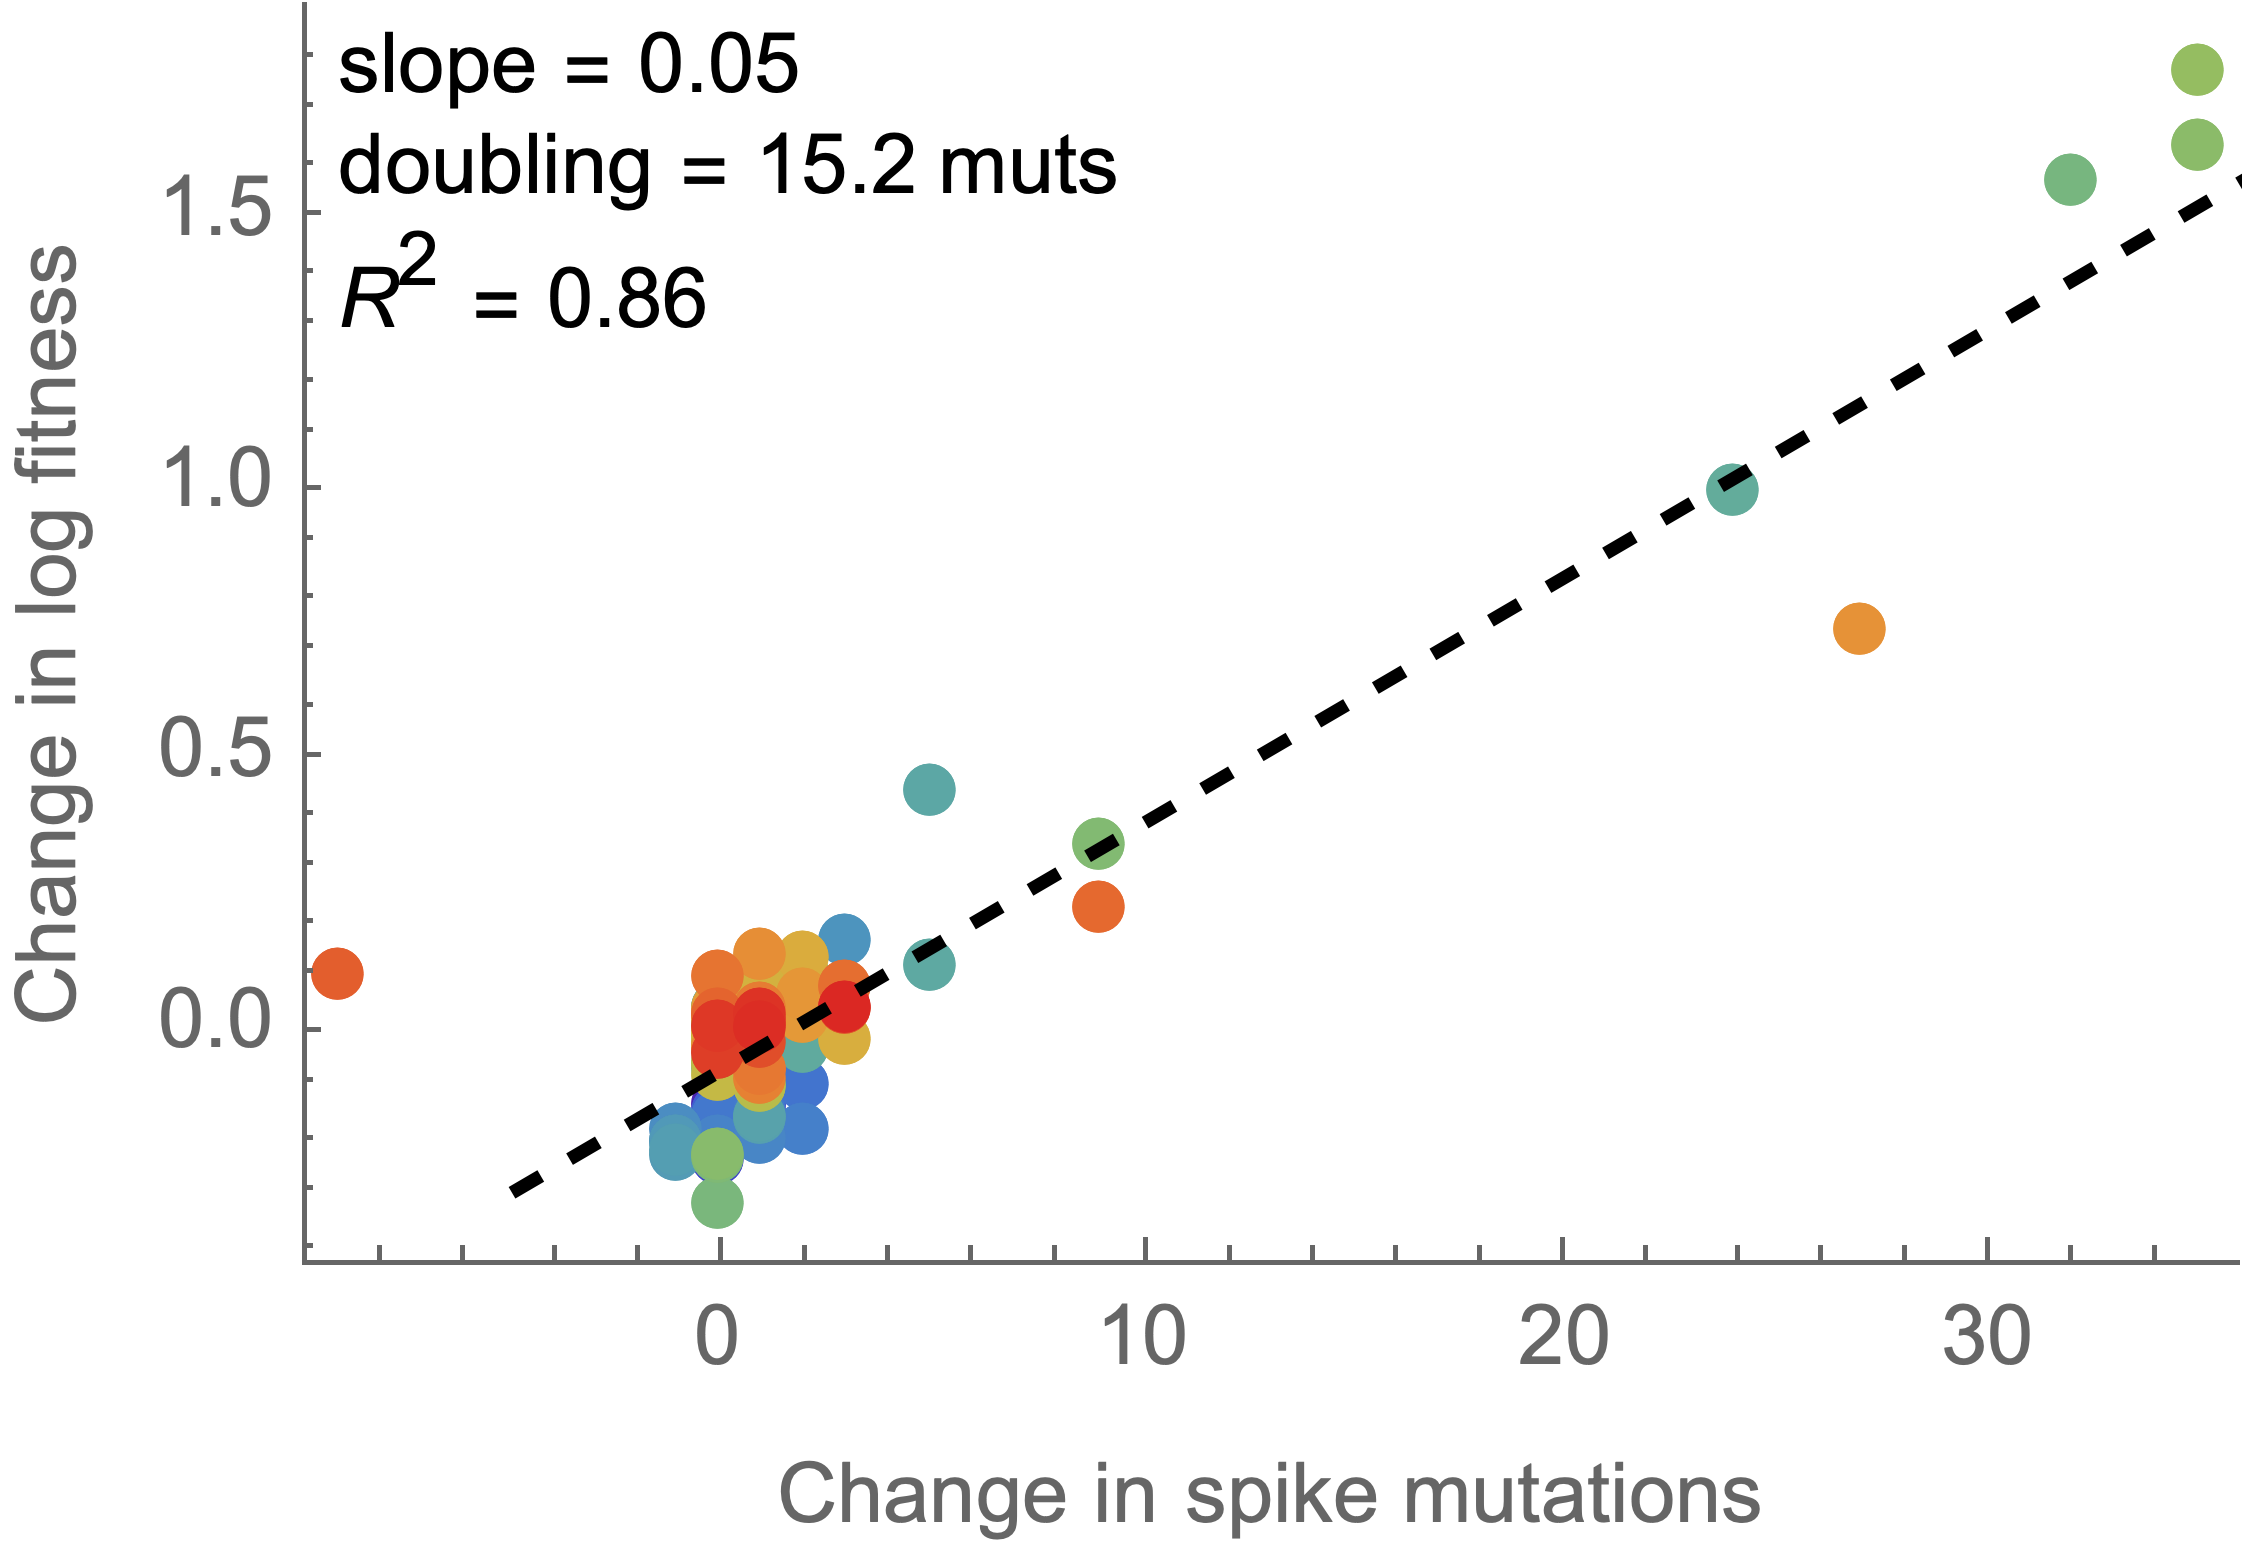 slope = 0.05
doubling = 15.2 muts
R² = 0.86
Change in log fitness
1.5
1.0
0.5
0.0
0 10 20 30
Change in spike mutations